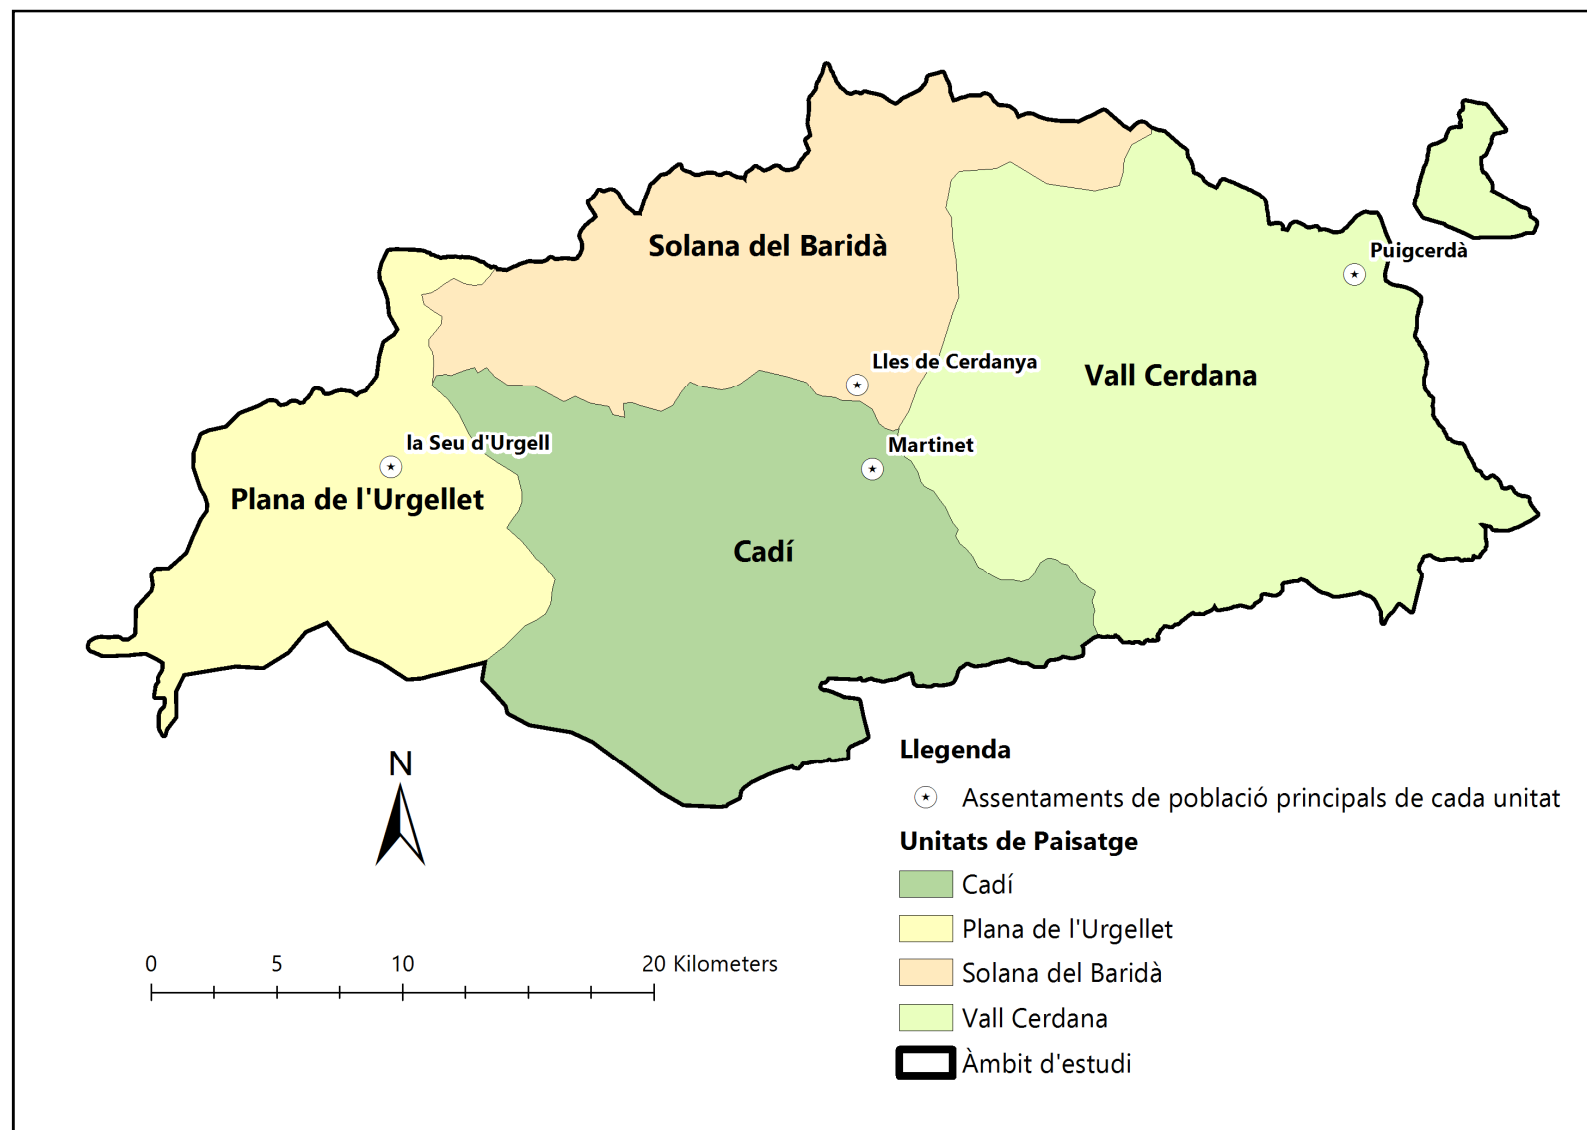 Solana del Baridà
Puigcerdà
Lles de Cerdanya
Vall Cerdana
la Seu d'Urgell
Martinet
Plana de l'Urgellet
Cadí
N
Llegenda
Assentaments de població principals de cada unitat
Unitats de Paisatge
Cadí
Plana de l'Urgellet
Solana del Baridà
Vall Cerdana
Àmbit d'estudi
0 5 10 20 Kilometers